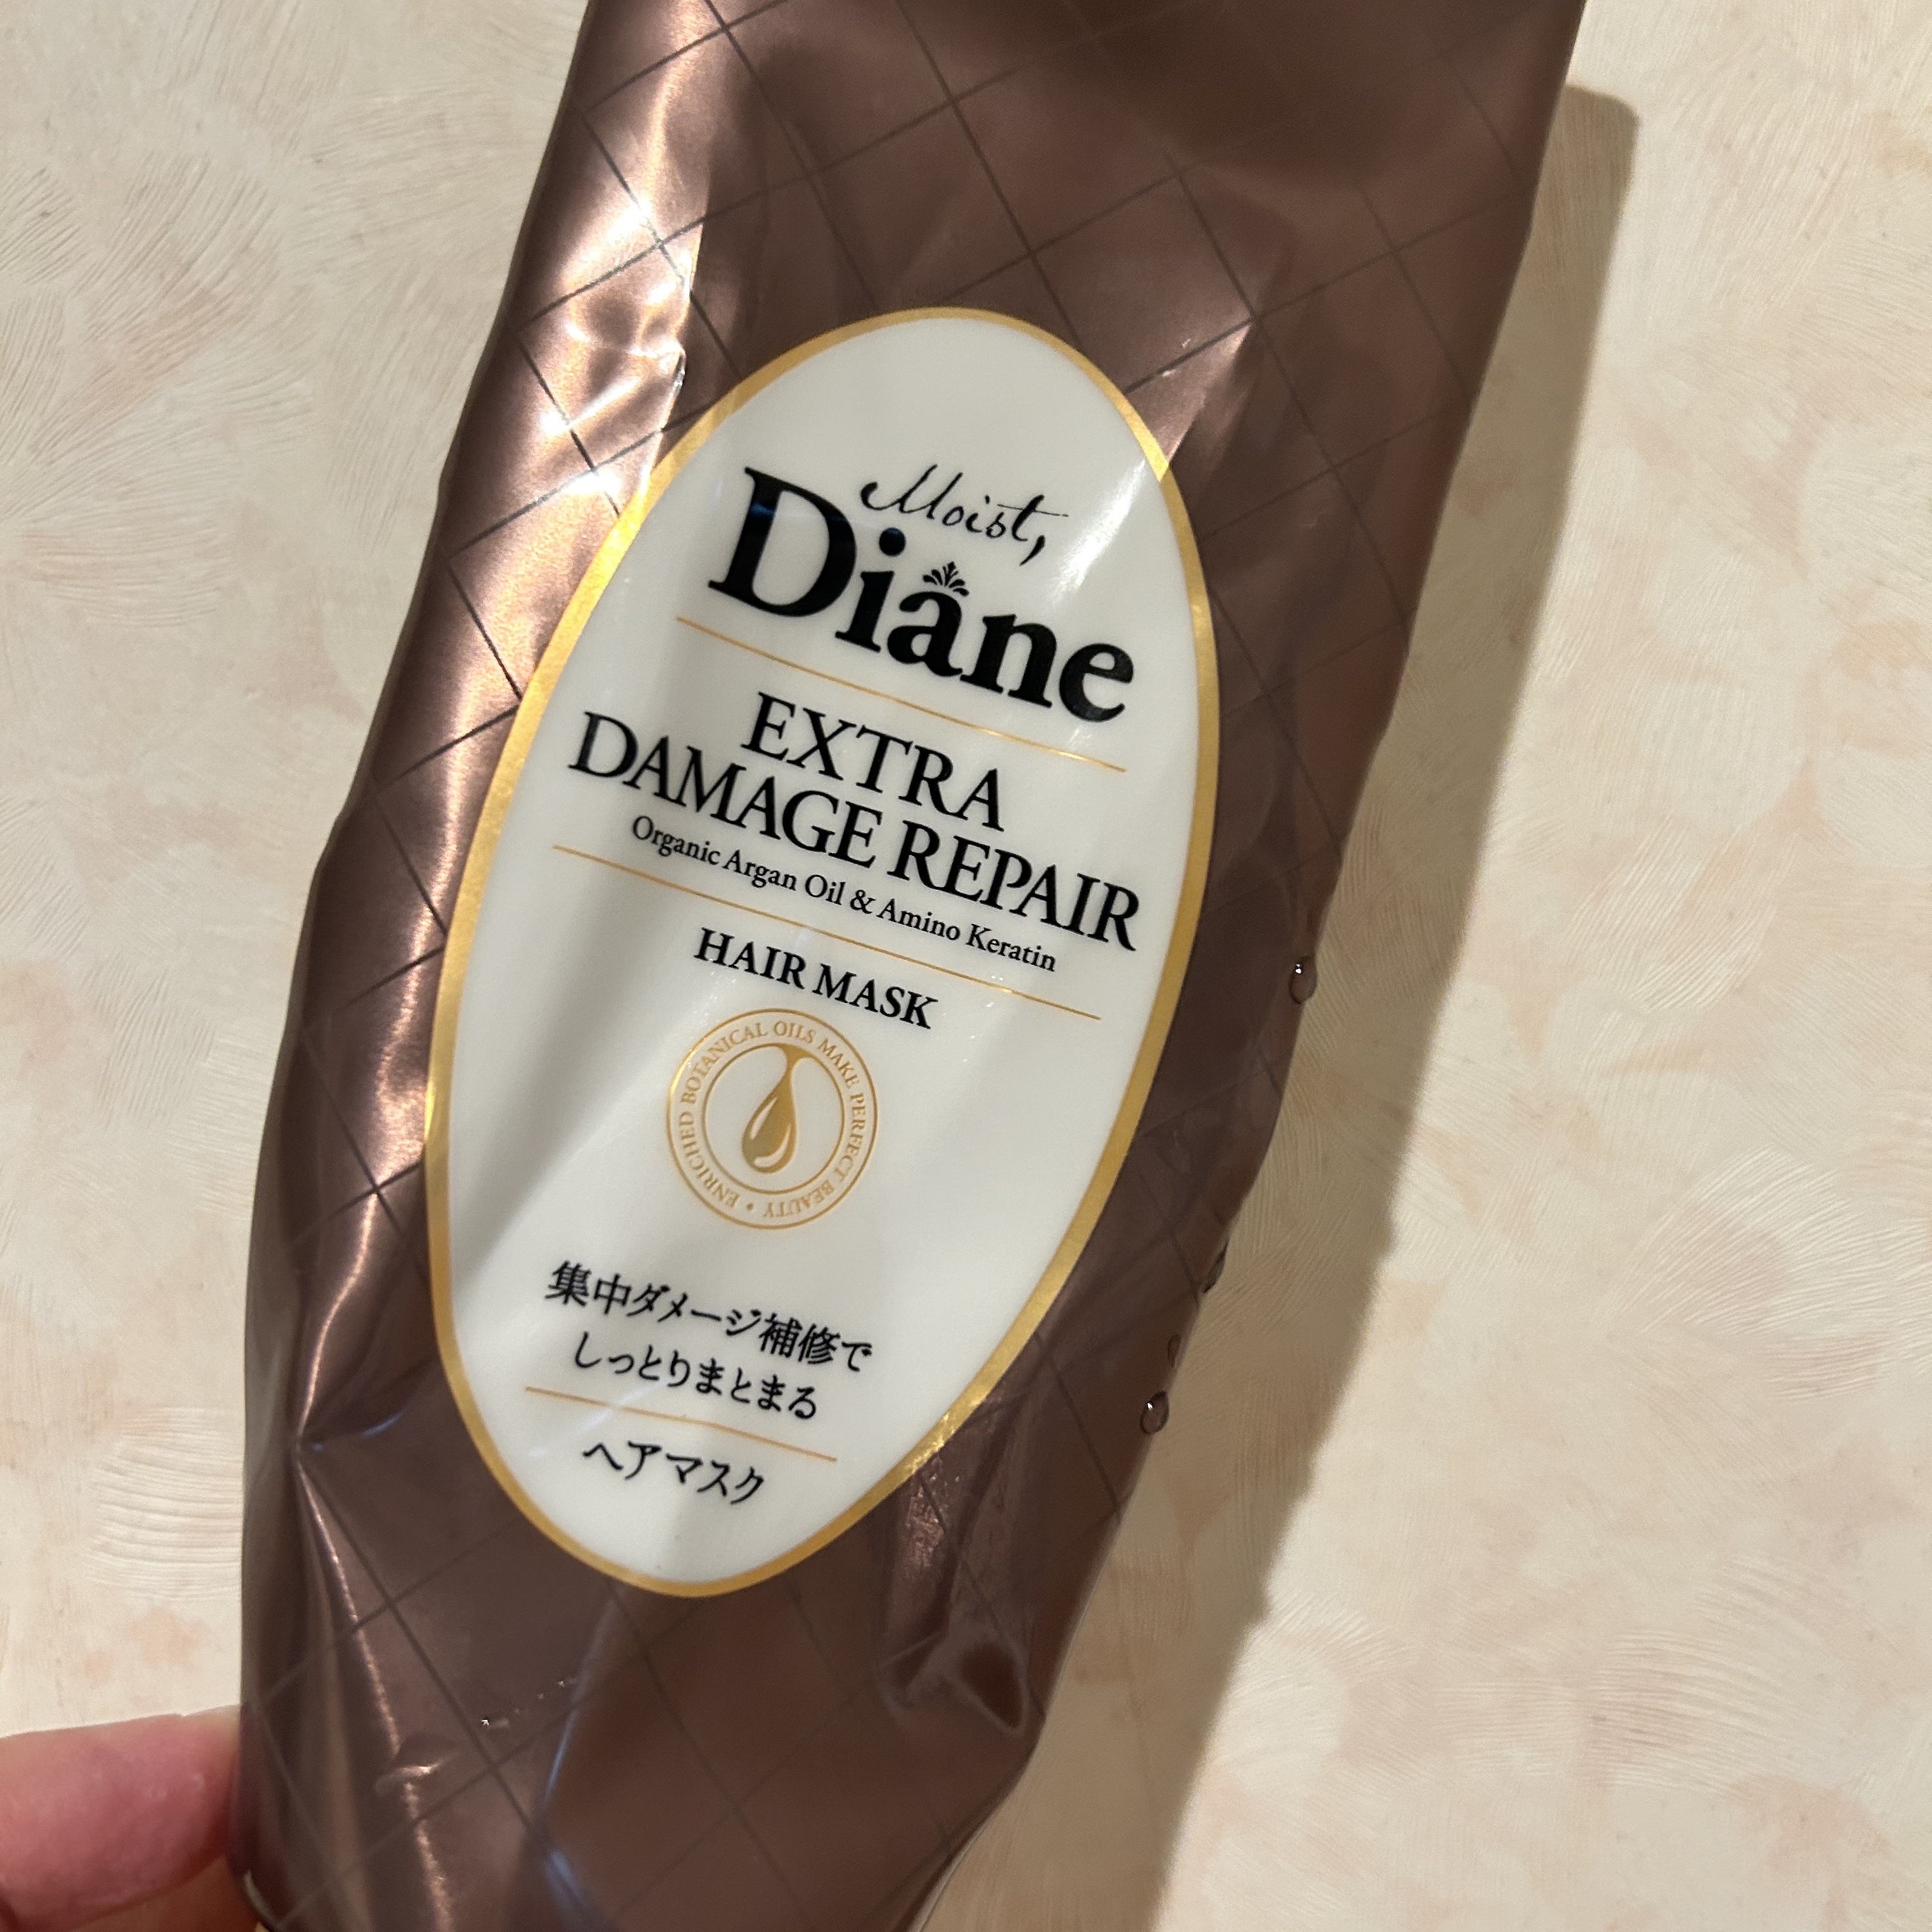 Moist,
Diane
EXTRA
DAMAGE REPAIR
Organic Argan Oil & Amino Keratin
HAIR MASK
ENRICHED BOTANICAL OILS MAKE PERFECT BEAUTY •
集中ダメージ補修で
しっとりまとまる
ヘアマスク